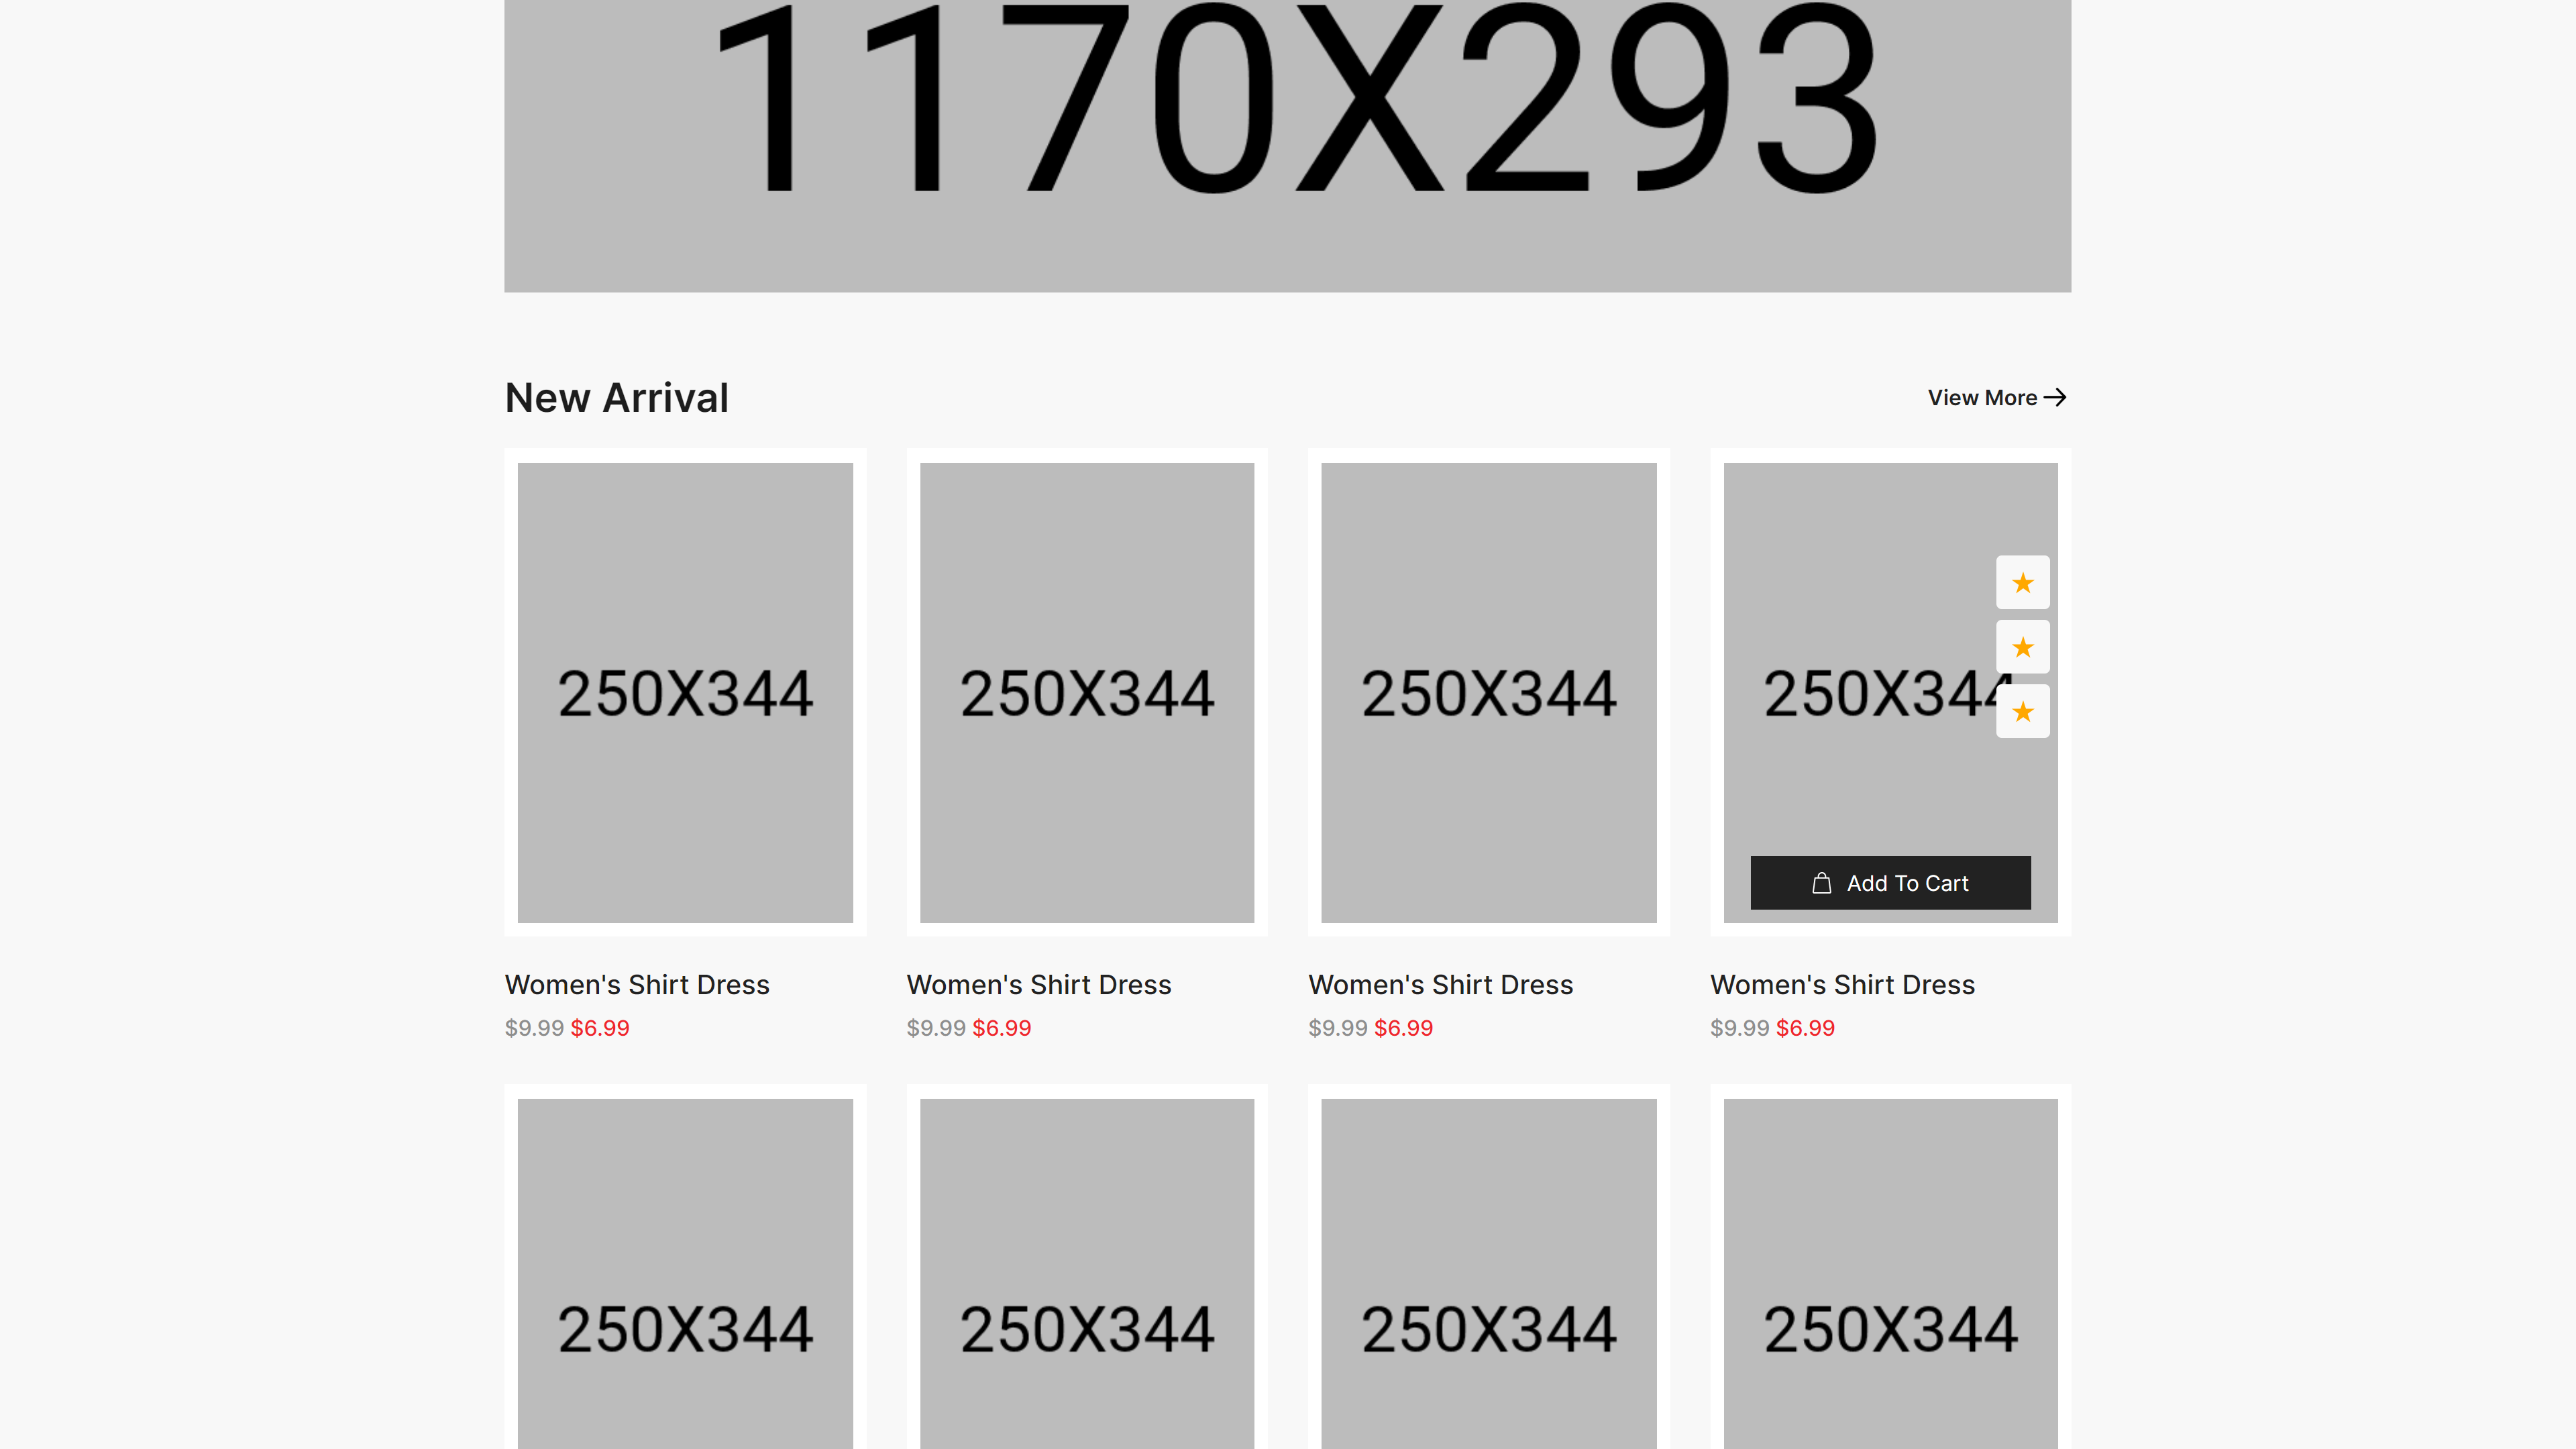 1170X293
New Arrival
View More
250X344
250X344
250X344
250X344
Add To Cart
Women's Shirt Dress
Women's Shirt Dress
Women's Shirt Dress
Women's Shirt Dress
$9.99 $6.99
$9.99 $6.99
$9.99 $6.99
$9.99 $6.99
250X344
250X344
250X344
250X344